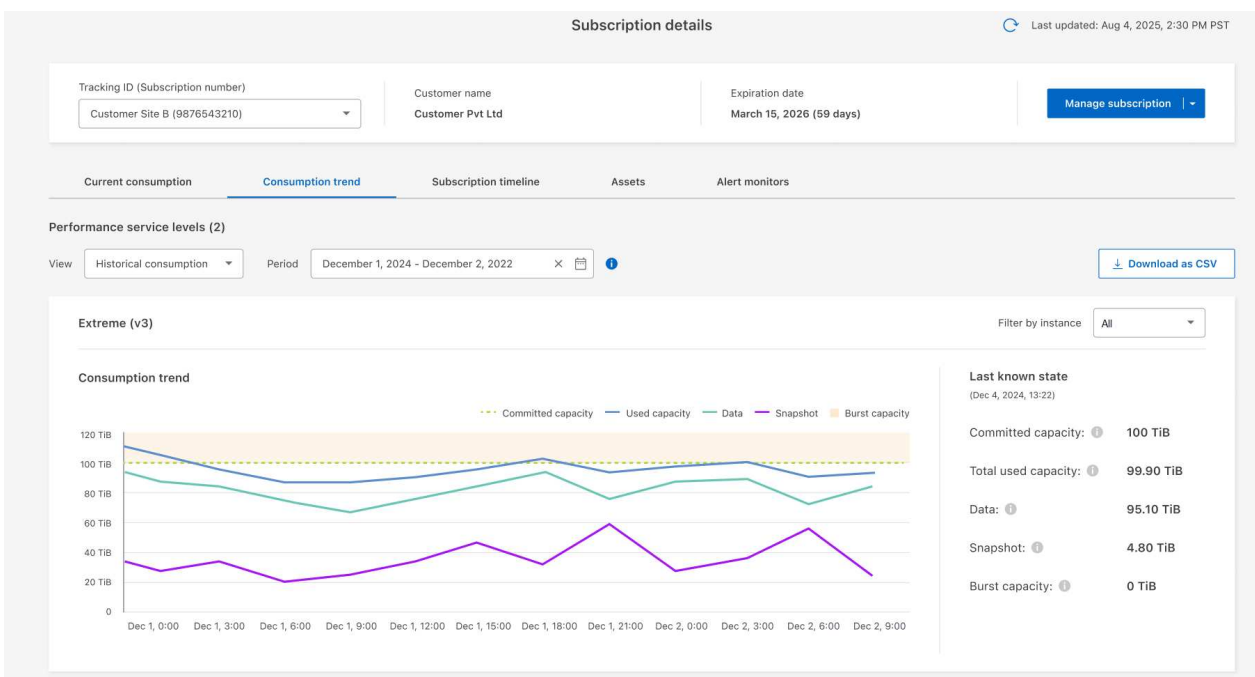 Subscription details
Last updated: Aug 4, 2025, 2:30 PM PST
Tracking ID (Subscription number)
Customer Site B (9876543210)
Customer name
Customer Pvt Ltd
Expiration date
March 15, 2026 (59 days)
Manage subscription
Current consumption
Consumption trend
Subscription timeline
Assets
Alert monitors
Performance service levels (2)
View
Historical consumption
Period
December 1, 2024 - December 2, 2022
Download as CSV
Extreme (v3)
Filter by instance
All
Consumption trend
Committed capacity
Used capacity
Data
Snapshot
Burst capacity
120 TiB
100 TiB
80 TiB
60 TiB
40 TiB
20 TiB
0
Dec 1, 0:00
Dec 1, 3:00
Dec 1, 6:00
Dec 1, 9:00
Dec 1, 12:00
Dec 1, 15:00
Dec 1, 18:00
Dec 1, 21:00
Dec 2, 0:00
Dec 2, 3:00
Dec 2, 6:00
Dec 2, 9:00
Last known state
(Dec 4, 2024, 13:22)
Committed capacity: 100 TiB
Total used capacity: 99.90 TiB
Data: 95.10 TiB
Snapshot: 4.80 TiB
Burst capacity: 0 TiB